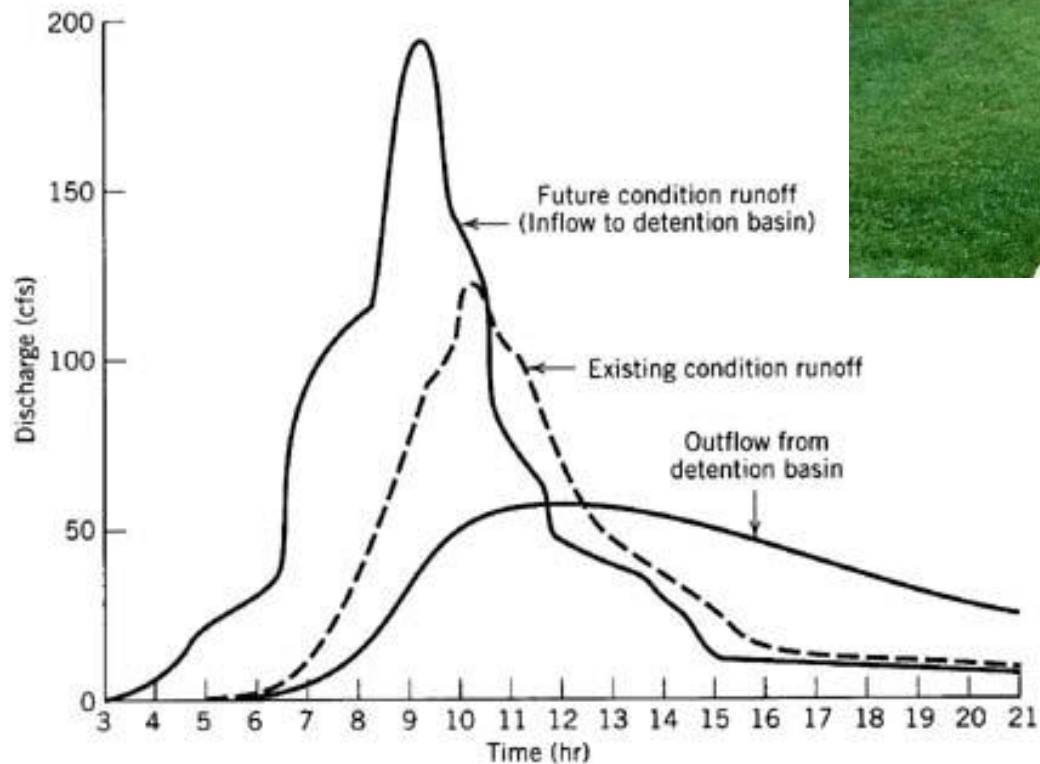 200
150
100
50
0
Discharge (cfs)
Future condition runoff
(Inflow to detention basin)
Existing condition runoff
Outflow from
detention basin
3 4 5 6 7 8 9 10 11 12 13 14 15 16 17 18 19 20 21
Time (hr)